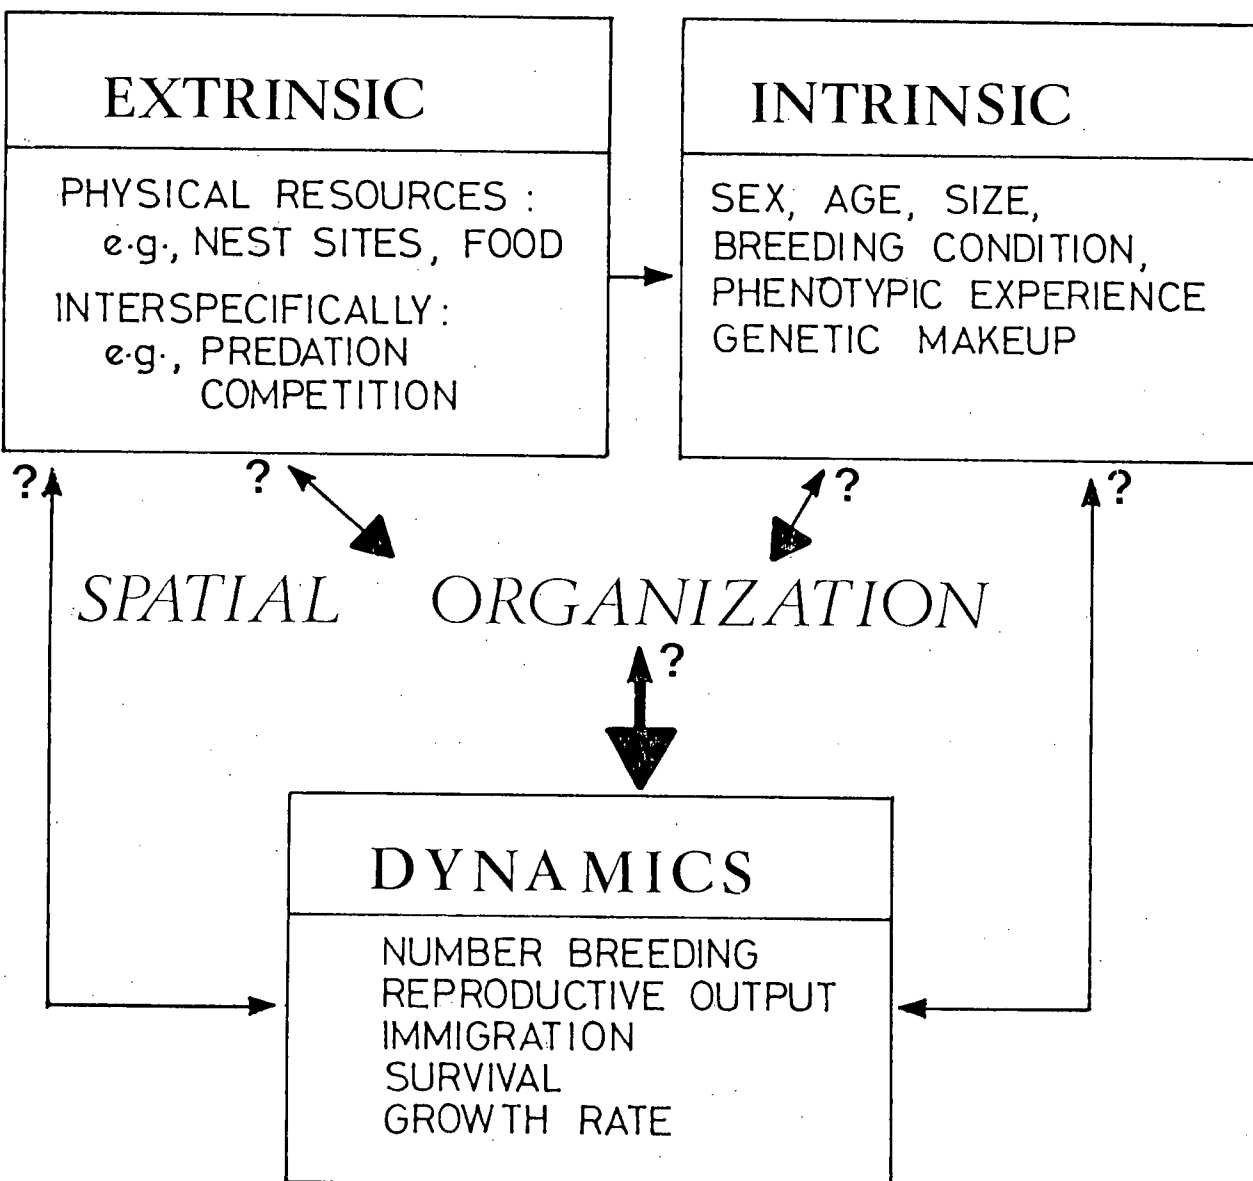 EXTRINSIC
PHYSICAL RESOURCES :
e.g., NEST SITES, FOOD
INTERSPECIFICALLY:
e.g., PREDATION
COMPETITION
INTRINSIC
SEX, AGE, SIZE,
BREEDING CONDITION,
PHENOTYPIC EXPERIENCE
GENETIC MAKEUP
?
?
?
?
SPATIAL ORGANIZATION
?
DYNAMICS
NUMBER BREEDING
REPRODUCTIVE OUTPUT
IMMIGRATION
SURVIVAL
GROWTH RATE